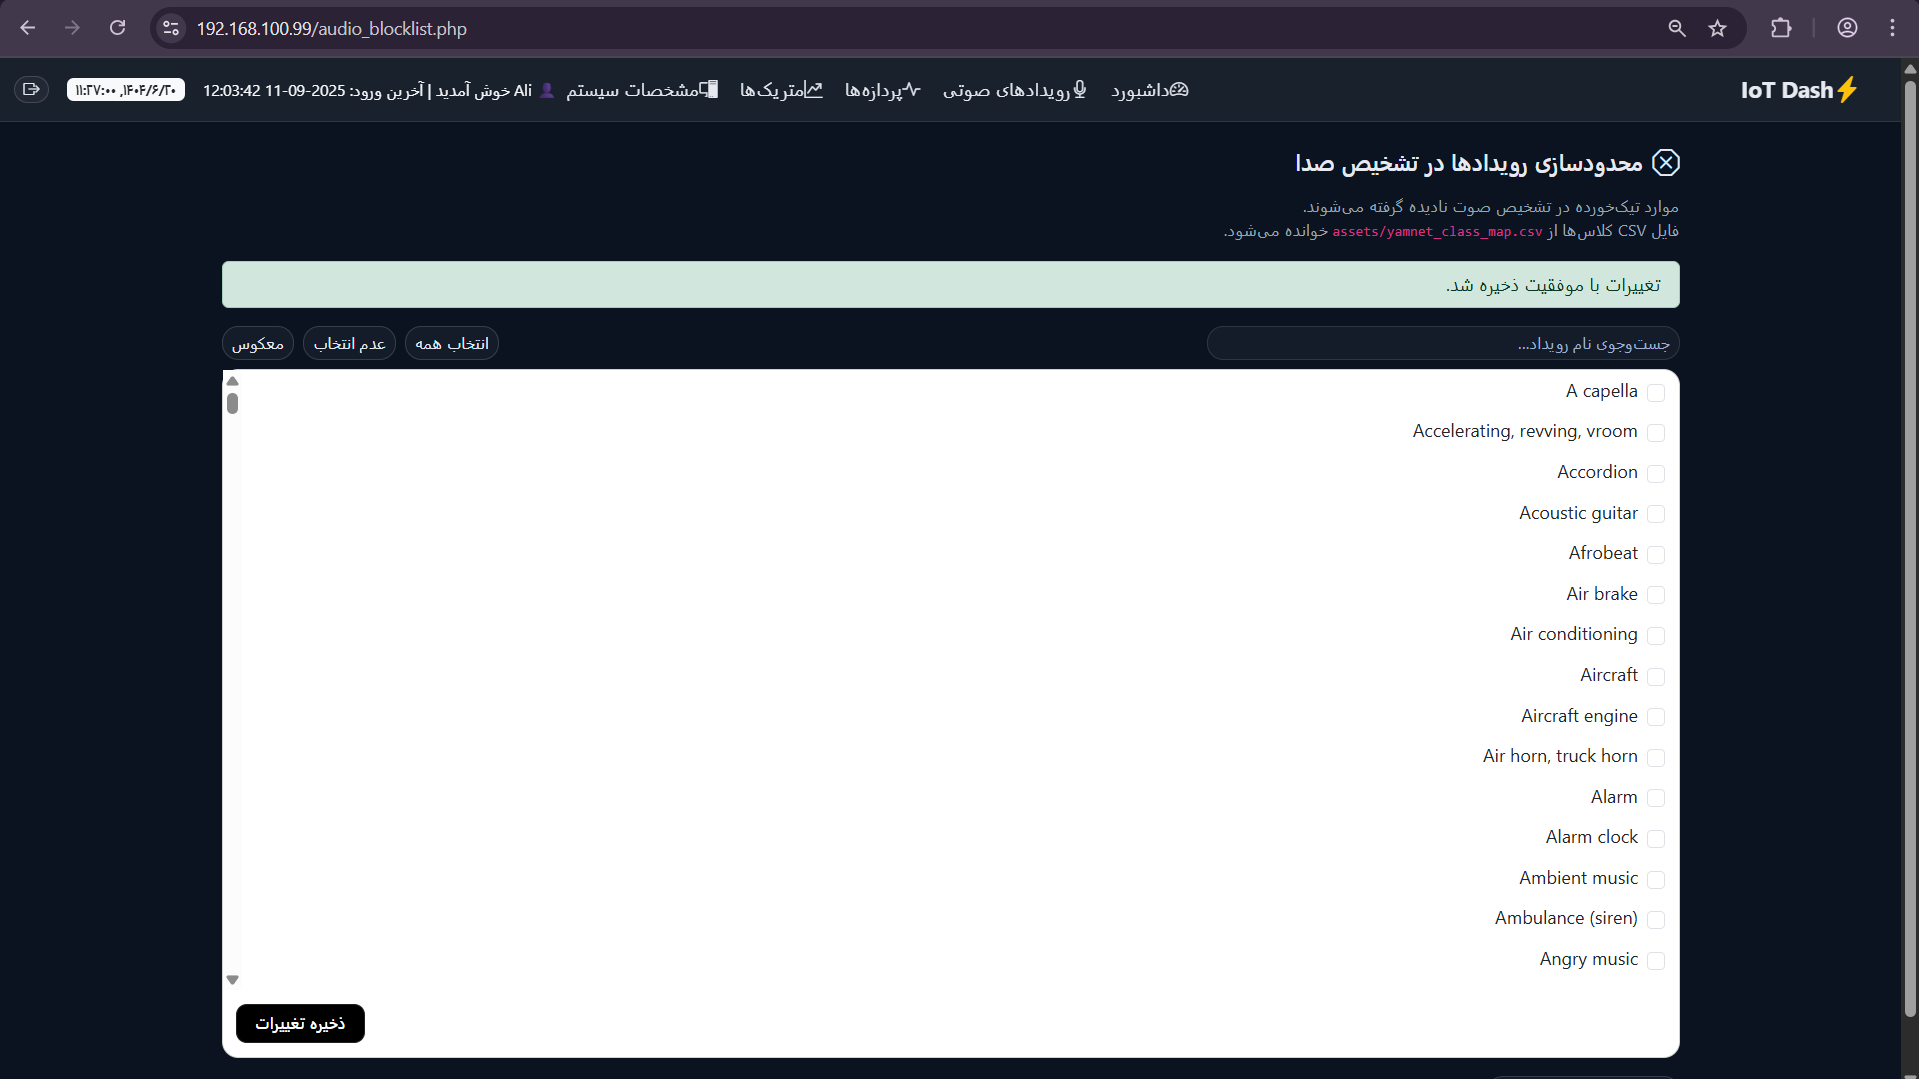 192.168.100.99/audio_blocklist.php
IoT Dash
داشبورد
رویدادهای صوتی
پردازه‌ها
متریک‌ها
مشخصات سیستم
Ali خوش آمدید | آخرین ورود: 2025-09-11 12:03:42
۱۴۰۴/۶/۲۰, ۱۱:۲۷:۰۰
محدودسازی رویدادها در تشخیص صدا
موارد تیک‌خورده در تشخیص صوت نادیده گرفته می‌شوند.
فایل CSV کلاس‌ها از assets/yamnet_class_map.csv خوانده می‌شود.
تغییرات با موفقیت ذخیره شد.
جست‌وجوی نام رویداد...
انتخاب همه
عدم انتخاب
معکوس
A capella
Accelerating, revving, vroom
Accordion
Acoustic guitar
Afrobeat
Air brake
Air conditioning
Aircraft
Aircraft engine
Air horn, truck horn
Alarm
Alarm clock
Ambient music
Ambulance (siren)
Angry music
ذخیره تغییرات